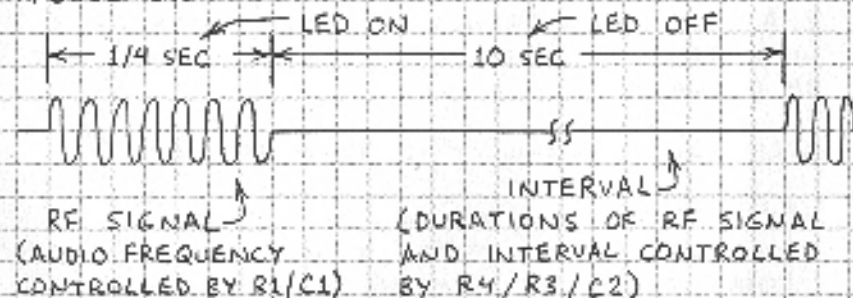 LED ON
LED OFF
1/4 SEC
10 SEC
RF SIGNAL
(AUDIO FREQUENCY
CONTROLLED BY R1/C1)
INTERVAL
(DURATIONS OF RF SIGNAL
AND INTERVAL CONTROLLED
BY R4/R3/C2)